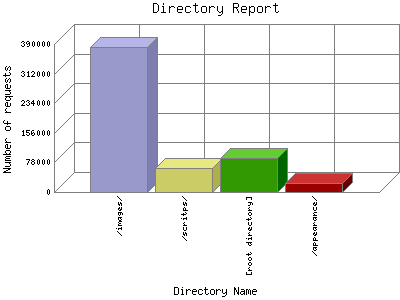 Directory Report
Number of requests
390000
312000
234000
156000
78000
0
/images/
/scritps/
[root directory]
/appearance/
Directory Name